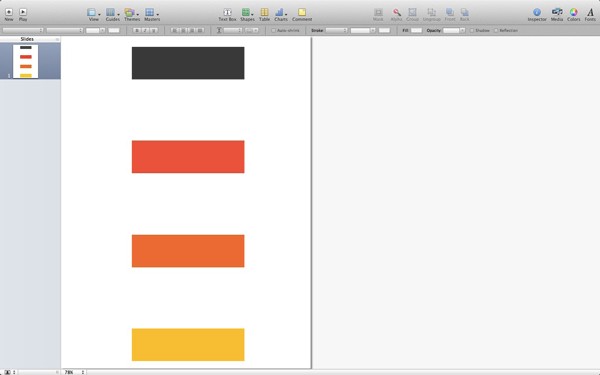 New
Play
View
Guides
Themes
Masters
Text Box
Shapes
Table
Charts
Comment
Mask
Alpha
Group
Ungroup
Front
Back
Inspector
Media
Colors
Fonts
B
I
U
Auto-shrink
Stroke
Fill
Opacity
Shadow
Reflection
Slides
1
78%